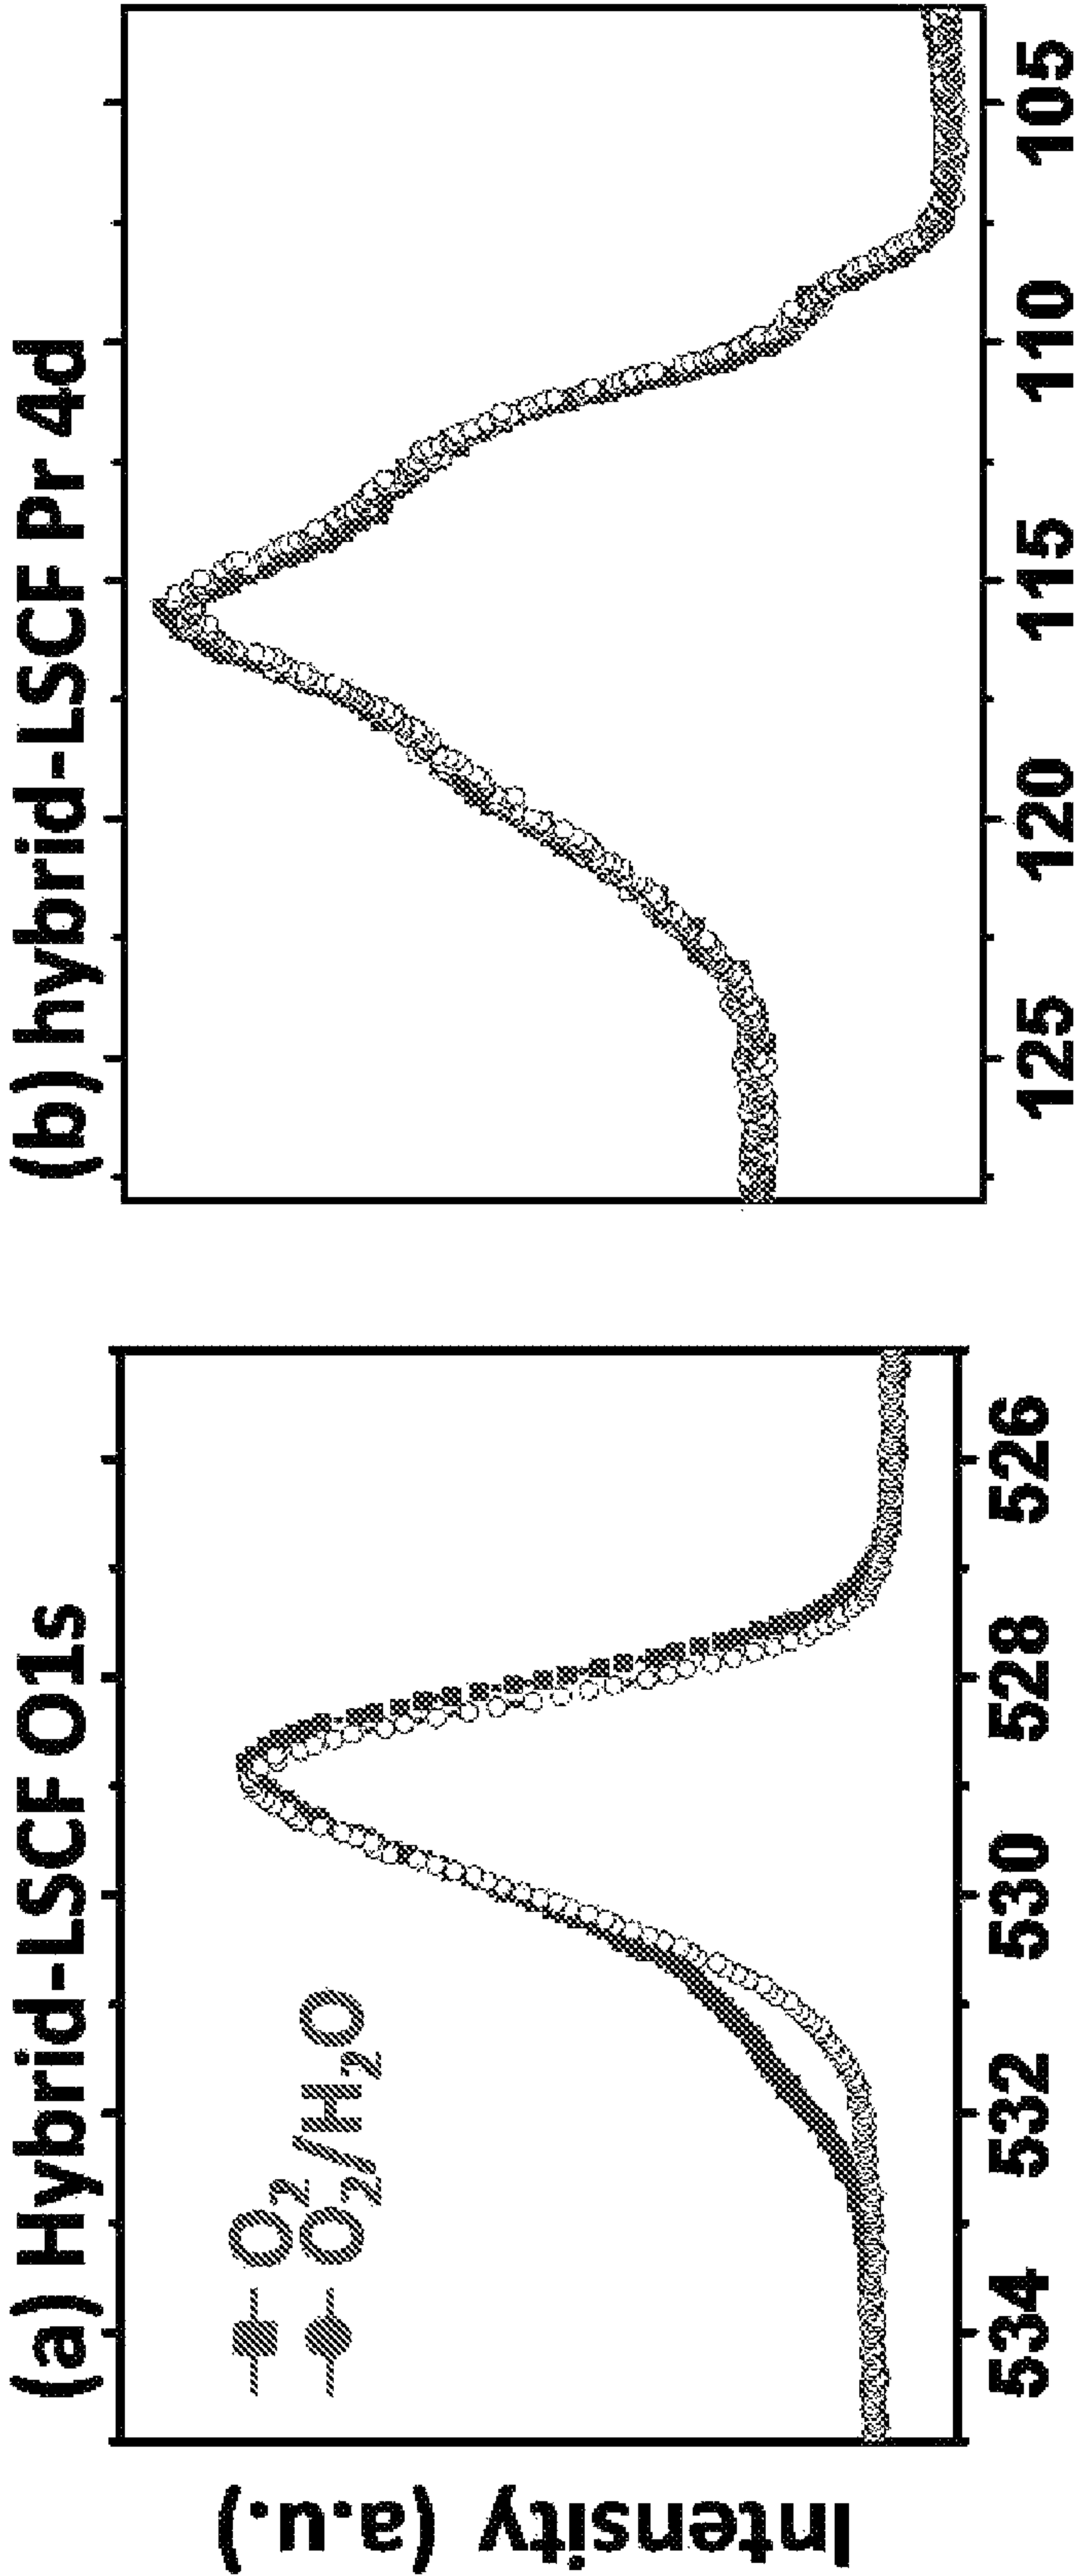 (a) Hybrid-LSCF O1s
O2
O2/H2O
Intensity (a.u.)
534 532 530 528 526
(b) hybrid-LSCF Pr 4d
125 120 115 110 105